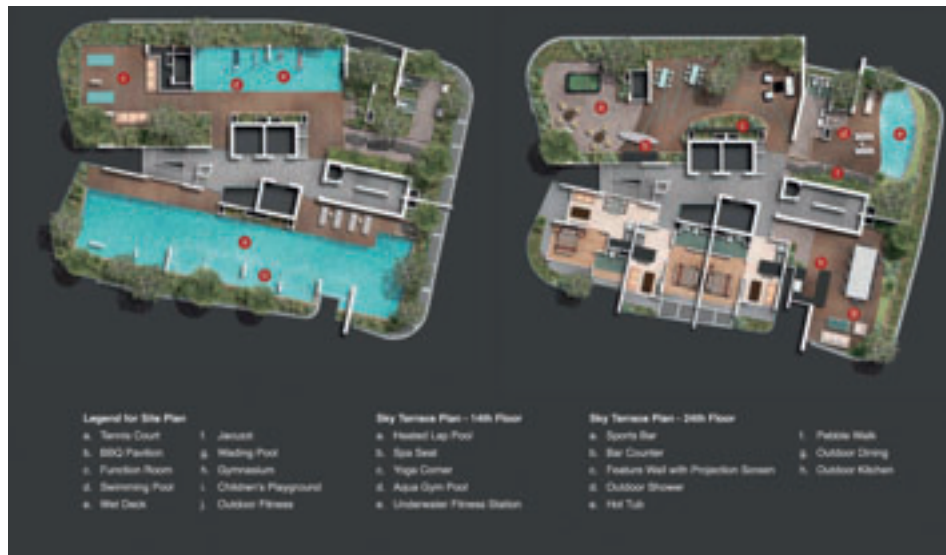 Legend for Site Plan
a. Tennis Court
b. BBQ Pavilion
c. Function Room
d. Swimming Pool
e. Wet Deck
f. Jacuzzi
g. Wading Pool
h. Gymnasium
i. Children's Playground
j. Outdoor Fitness
Sky Terrace Plan - 14th Floor
a. Heated Lap Pool
b. Spa Seat
c. Yoga Corner
d. Aqua Gym Pool
e. Underwater Fitness Station
Sky Terrace Plan - 24th Floor
a. Sports Bar
b. Bar Counter
c. Feature Wall with Projection Screen
d. Outdoor Shower
e. Hot Tub
f. Pebble Walk
g. Outdoor Dining
h. Outdoor Kitchen